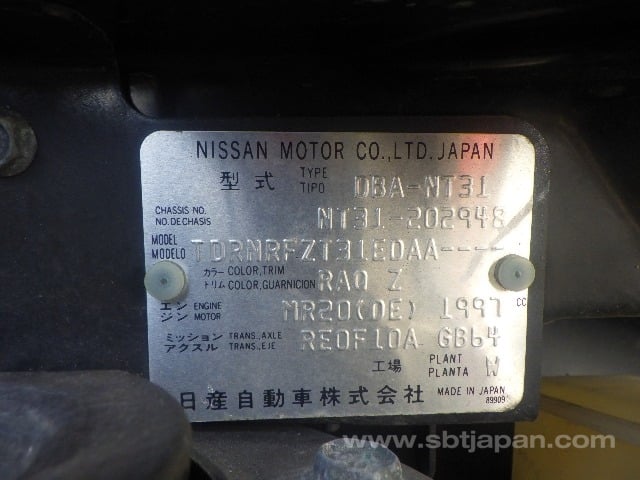 NISSAN MOTOR CO.,LTD. JAPAN
型式 TYPE TIPO DBA-NT31
CHASSIS NO. NO. DE CHASIS NT31-202948
MODEL MODELO TDRNRFZT31EDAA----
カラー COLOR,TRIM トリム COLOR,GUARNICION RAQ Z
エンジン ENGINE MOTOR MR20(DE) 1997 CC
ミッション TRANS.,AXLE アクスル TRANS.,EJE RE0F10A GB64
工場 PLANT PLANTA W
日産自動車株式会社 MADE IN JAPAN
89909
www.sbtjapan.com